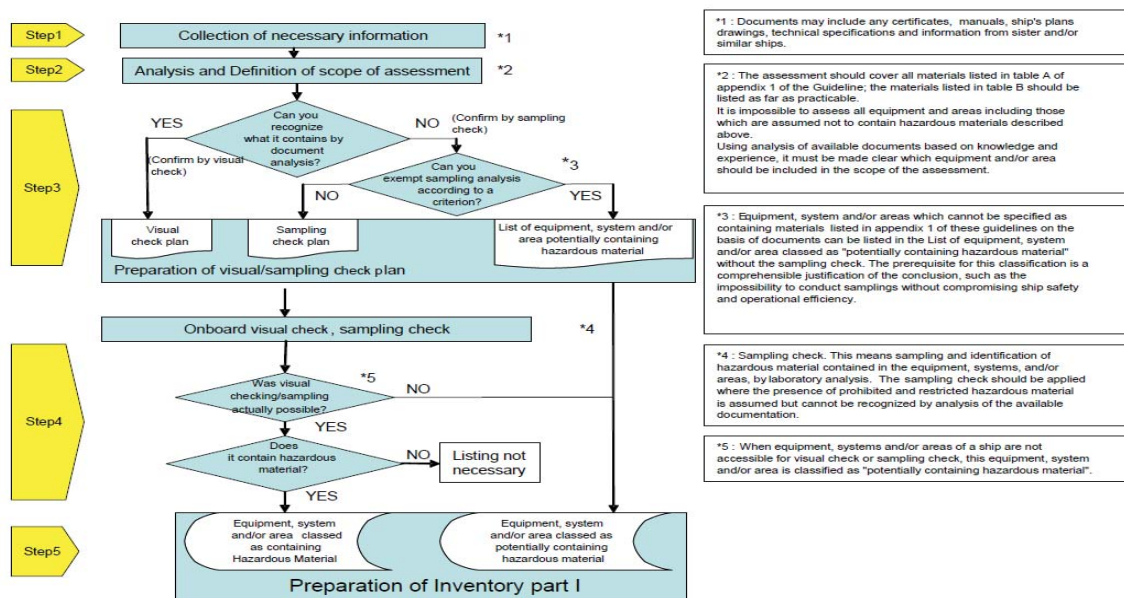 Step1
Collection of necessary information
*1
Step2
Analysis and Definition of scope of assessment
*2
Step3
Can you
recognize
what it contains by
document
analysis?
YES
(Confirm by visual
check)
NO
(Confirm by sampling
check)
Can you
exempt sampling analysis
according to a
criterion?
*3
NO
YES
Visual
check plan
Sampling
check plan
List of equipment, system and/or
area potentially containing
hazardous material
Preparation of visual/sampling check plan
Onboard visual check, sampling check
*4
Step4
Was visual
checking/sampling
actually possible?
*5
NO
YES
Does
it contain hazardous
material?
NO
Listing not
necessary
YES
Step5
Equipment, system
and/or area classed
as containing
Hazardous Material
Equipment, system
and/or area classed as
potentially containing
hazardous material
Preparation of Inventory part I
*1 : Documents may include any certificates, manuals, ship's plans
drawings, technical specifications and information from sister and/or
similar ships.
*2 : The assessment should cover all materials listed in table A of
appendix 1 of the Guideline; the materials listed in table B should be
listed as far as practicable.
It is impossible to assess all equipment and areas including those
which are assumed not to contain hazardous materials described
above.
Using analysis of available documents based on knowledge and
experience, it must be made clear which equipment and/or area
should be included in the scope of the assessment.
*3 : Equipment, system and/or areas which cannot be specified as
containing materials listed in appendix 1 of these guidelines on the
basis of documents can be listed in the List of equipment, system
and/or area classed as "potentially containing hazardous material"
without the sampling check. The prerequisite for this classification is a
comprehensible justification of the conclusion, such as the
impossibility to conduct samplings without compromising ship safety
and operational efficiency.
*4 : Sampling check. This means sampling and identification of
hazardous material contained in the equipment, systems, and/or
areas, by laboratory analysis. The sampling check should be applied
where the presence of prohibited and restricted hazardous material
is assumed but cannot be recognized by analysis of the available
documentation.
*5 : When equipment, systems and/or areas of a ship are not
accessible for visual check or sampling check, this equipment, system
and/or area is classified as "potentially containing hazardous material".